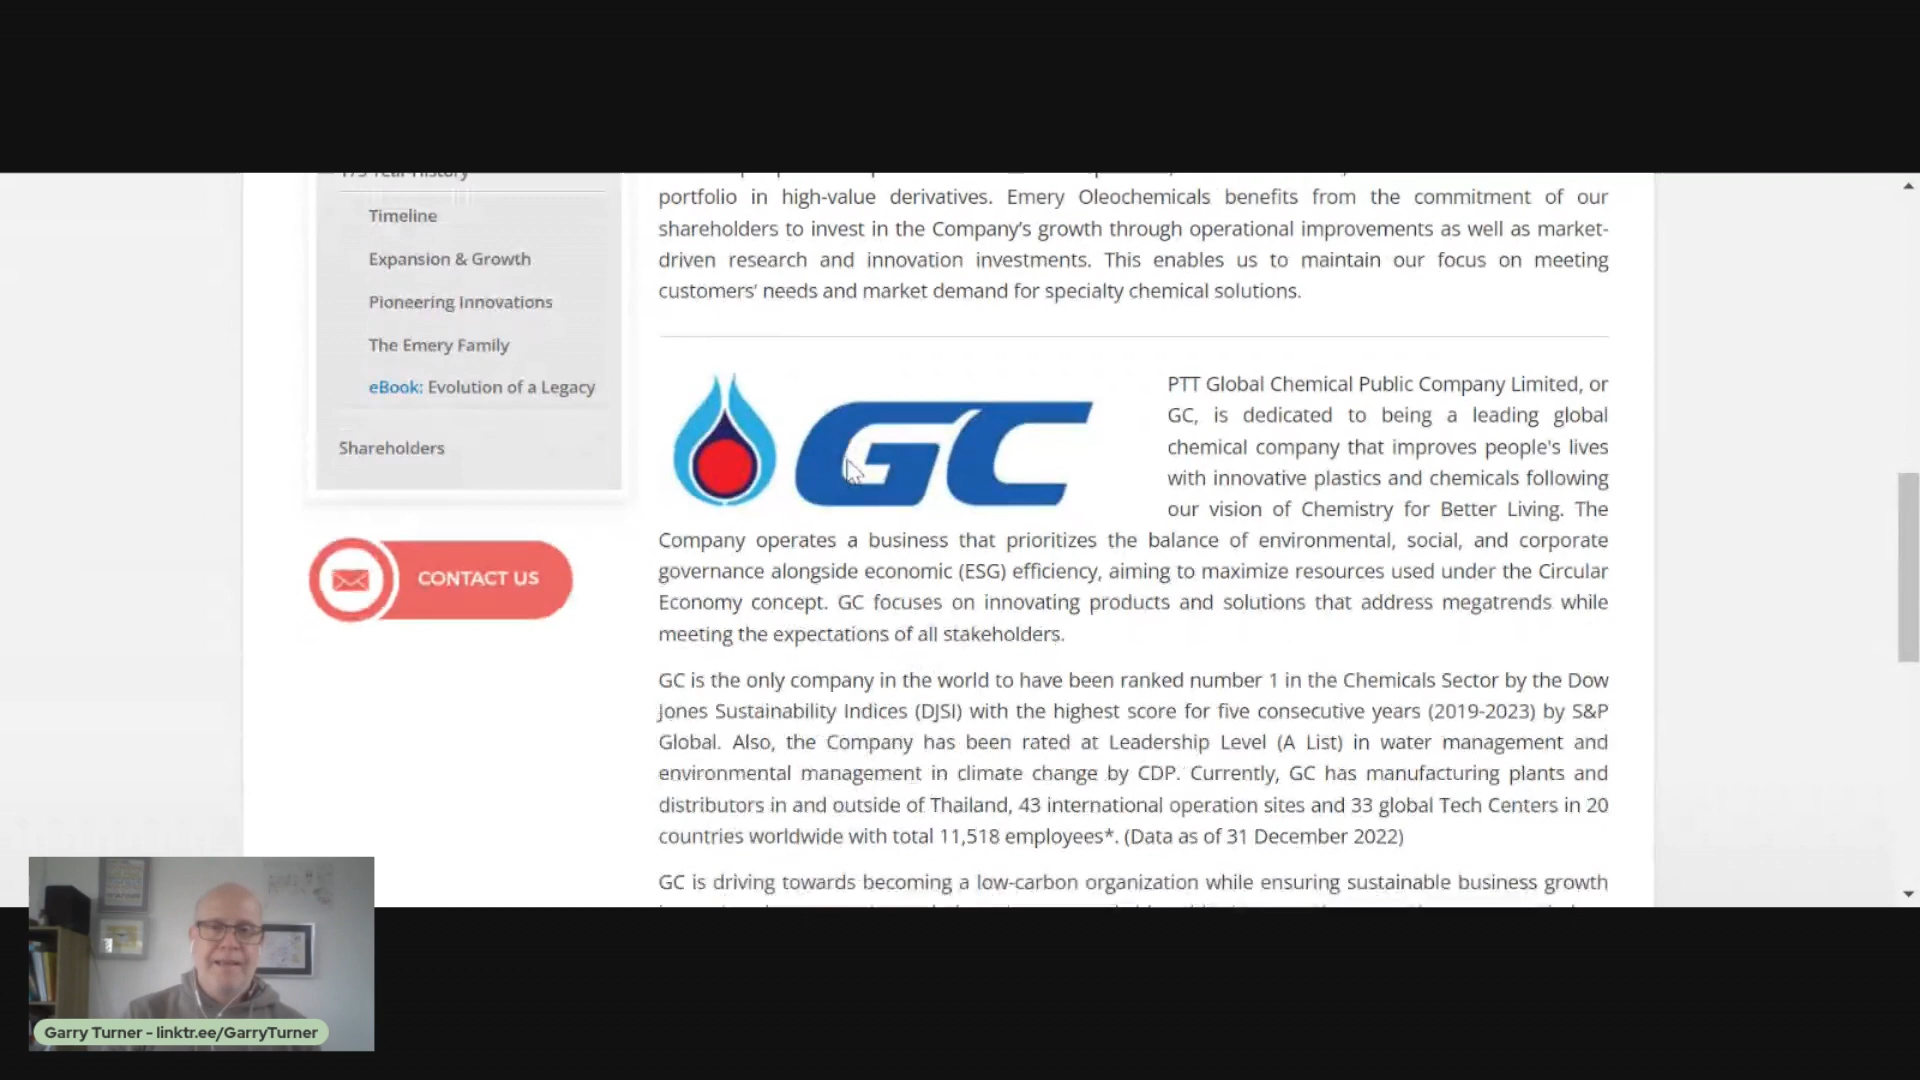 175 Year History
Timeline
Expansion & Growth
Pioneering Innovations
The Emery Family
eBook: Evolution of a Legacy
Shareholders
CONTACT US
portfolio in high-value derivatives. Emery Oleochemicals benefits from the commitment of our
shareholders to invest in the Company's growth through operational improvements as well as market-
driven research and innovation investments. This enables us to maintain our focus on meeting
customers' needs and market demand for specialty chemical solutions.
GC
PTT Global Chemical Public Company Limited, or
GC, is dedicated to being a leading global
chemical company that improves people's lives
with innovative plastics and chemicals following
our vision of Chemistry for Better Living. The
Company operates a business that prioritizes the balance of environmental, social, and corporate
governance alongside economic (ESG) efficiency, aiming to maximize resources used under the Circular
Economy concept. GC focuses on innovating products and solutions that address megatrends while
meeting the expectations of all stakeholders.
GC is the only company in the world to have been ranked number 1 in the Chemicals Sector by the Dow
Jones Sustainability Indices (DJSI) with the highest score for five consecutive years (2019-2023) by S&P
Global. Also, the Company has been rated at Leadership Level (A List) in water management and
environmental management in climate change by CDP. Currently, GC has manufacturing plants and
distributors in and outside of Thailand, 43 international operation sites and 33 global Tech Centers in 20
countries worldwide with total 11,518 employees*. (Data as of 31 December 2022)
GC is driving towards becoming a low-carbon organization while ensuring sustainable business growth
Garry Turner - linktr.ee/GarryTurner